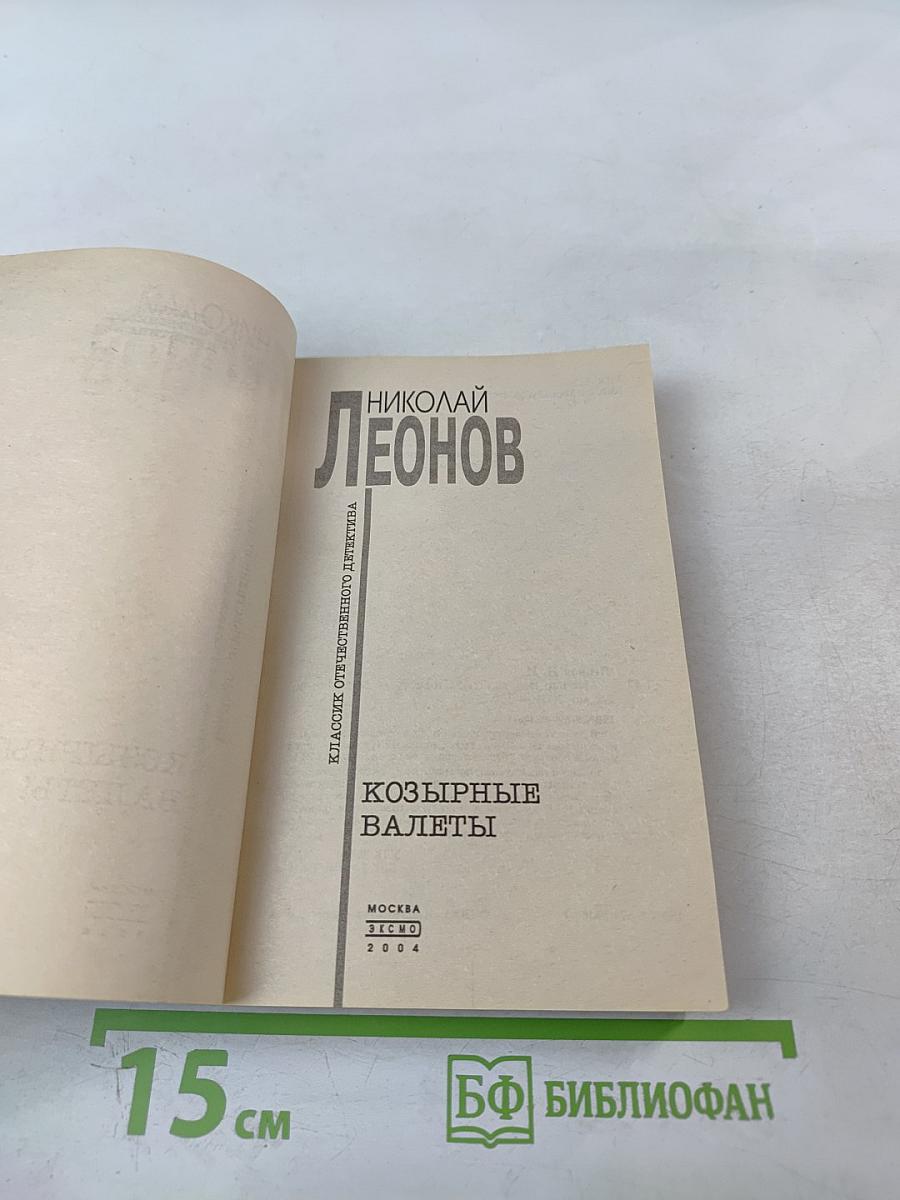 НИКОЛАЙ
ЛЕОНОВ
КЛАССИК ОТЕЧЕСТВЕННОГО ДЕТЕКТИВА
КОЗЫРНЫЕ
ВАЛЕТЫ
МОСКВА
ЭКСМО
2004
15 см
БФ БИБЛИОФАН